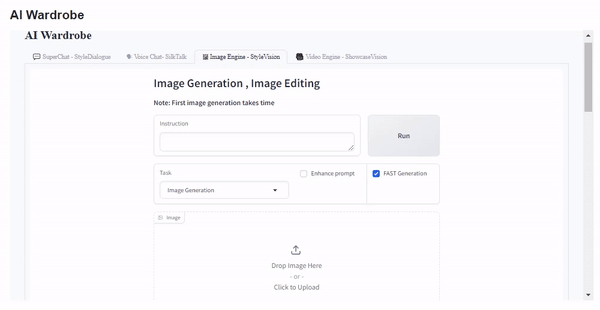 AI Wardrobe
AI Wardrobe
SuperChat - StyleDialogue
Voice Chat- SilkTalk
Image Engine - StyleVision
Video Engine - ShowcaseVision
Image Generation , Image Editing
Note: First image generation takes time
Instruction
Run
Task
Enhance prompt
FAST Generation
Image Generation
Image
Drop Image Here
- or -
Click to Upload